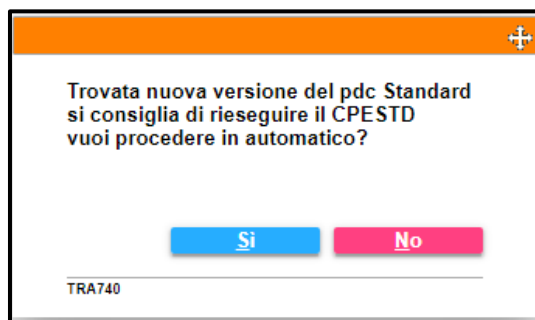 Trovata nuova versione del pdc Standard
si consiglia di rieseguire il CPESTD
vuoi procedere in automatico?
Sì
No
TRA740